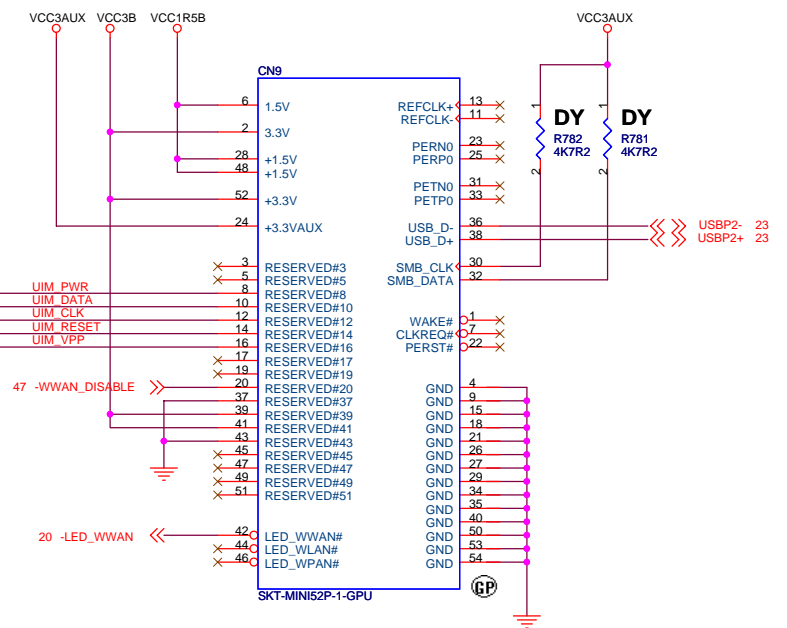 VCC3AUX VCC3B VCC1R5B VCC3AUX
CN9
6 1.5V REFCLK+ 13
REFCLK- 11
2 3.3V
PERN0 23
28 +1.5V PERP0 25
48 +1.5V
PETN0 31
52 +3.3V PETP0 33
24 +3.3VAUX USB_D- 36 USBP2- 23
USB_D+ 38 USBP2+ 23
3 RESERVED#3 SMB_CLK 30
5 RESERVED#5 SMB_DATA 32
UIM_PWR 8 RESERVED#8
UIM_DATA 10 RESERVED#10
UIM_CLK 12 RESERVED#12 WAKE# 1
UIM_RESET 14 RESERVED#14 CLKREQ# 7
UIM_VPP 16 RESERVED#16 PERST# 22
17 RESERVED#17
19 RESERVED#19
47 -WWAN_DISABLE 20 RESERVED#20 GND 4
37 RESERVED#37 GND 9
39 RESERVED#39 GND 15
41 RESERVED#41 GND 18
43 RESERVED#43 GND 21
45 RESERVED#45 GND 26
47 RESERVED#47 GND 27
49 RESERVED#49 GND 29
51 RESERVED#51 GND 34
GND 35
GND 40
20 -LED_WWAN 42 LED_WWAN# GND 50
44 LED_WLAN# GND 53
46 LED_WPAN# GND 54
SKT-MINI52P-1-GPU
GP
1 DY 1 DY
R782 R781
4K7R2 4K7R2
2 2